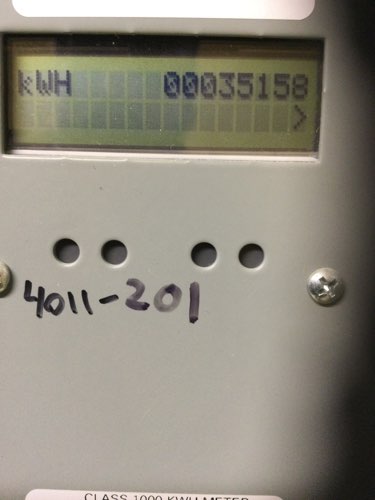 kWH 00035158
>
4011-201
CLASS 1000 KWH METER